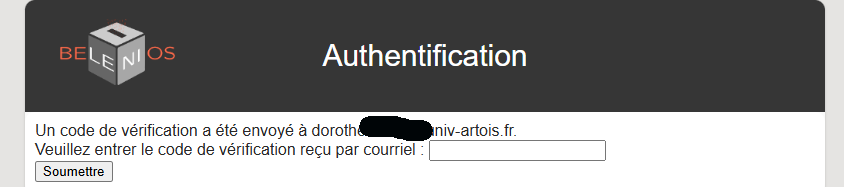 BELENIOS
Authentification
Un code de vérification a été envoyé à dorothe univ-artois.fr.
Veuillez entrer le code de vérification reçu par courriel :
Soumettre